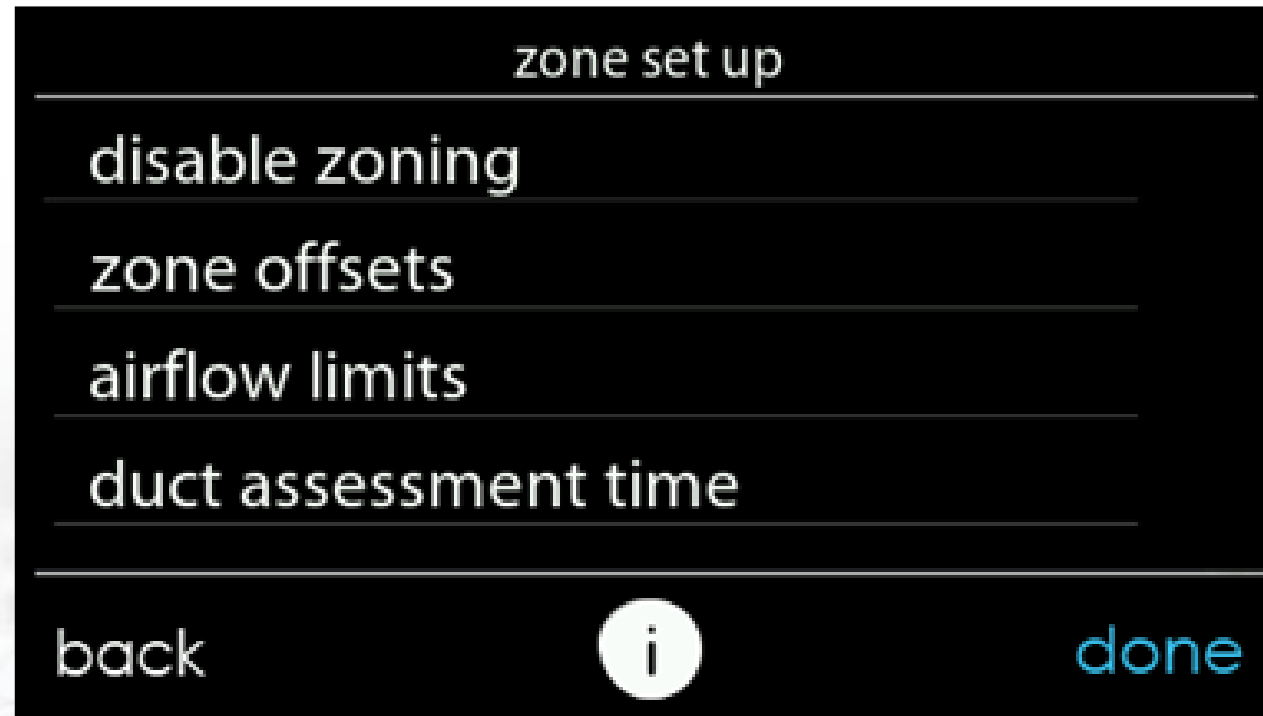 zone set up
disable zoning
zone offsets
airflow limits
duct assessment time
back i done